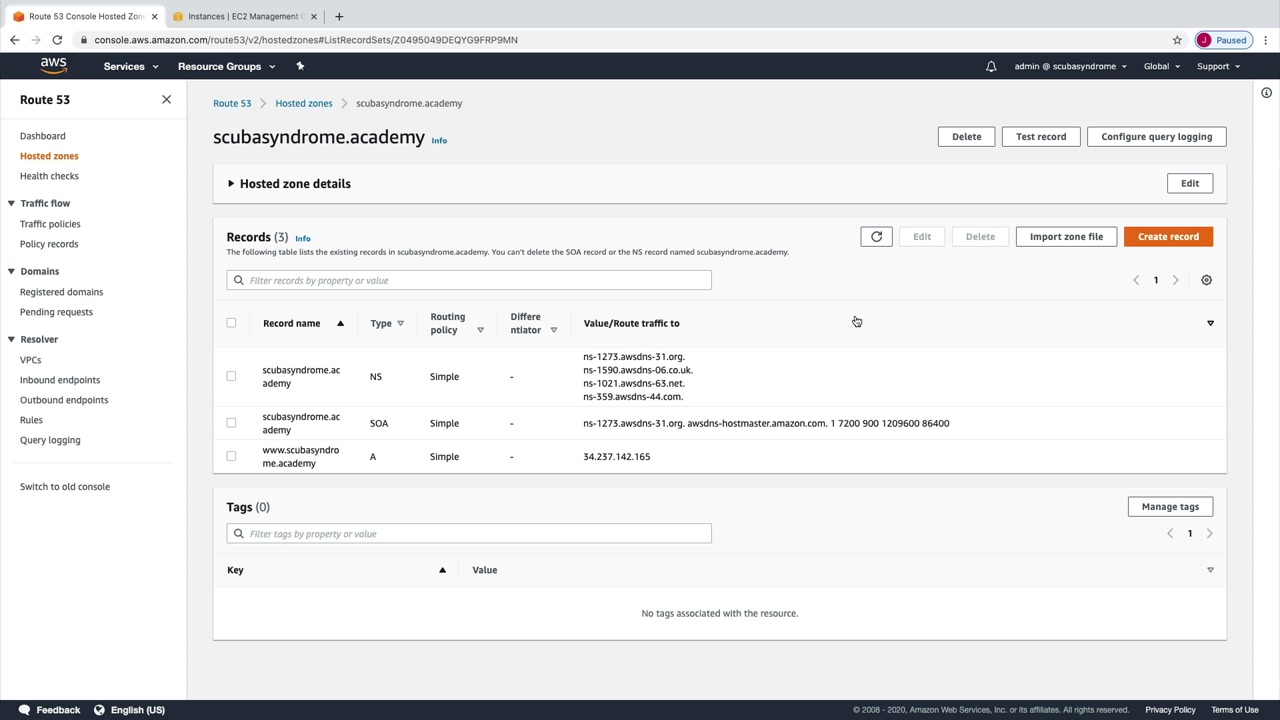 Route 53 Console Hosted Zon
Instances | EC2 Management C
console.aws.amazon.com/route53/v2/hostedzones#ListRecordSets/Z0495049DEQYG9FRP9MN
J Paused
aws
Services
Resource Groups
admin @ scubasyndrome
Global
Support
Route 53
Dashboard
Hosted zones
Health checks
Traffic flow
Traffic policies
Policy records
Domains
Registered domains
Pending requests
Resolver
VPCs
Inbound endpoints
Outbound endpoints
Rules
Query logging
Switch to old console
Route 53 > Hosted zones > scubasyndrome.academy
scubasyndrome.academy Info
Delete
Test record
Configure query logging
Hosted zone details
Edit
Records (3) Info
The following table lists the existing records in scubasyndrome.academy. You can't delete the SOA record or the NS record named scubasyndrome.academy.
Edit
Delete
Import zone file
Create record
Filter records by property or value
1
Record name
Type
Routing
policy
Differe
ntiator
Value/Route traffic to
scubasyndrome.ac
ademy
NS
Simple
-
ns-1273.awsdns-31.org.
ns-1590.awsdns-06.co.uk.
ns-1021.awsdns-63.net.
ns-359.awsdns-44.com.
scubasyndrome.ac
ademy
SOA
Simple
-
ns-1273.awsdns-31.org. awsdns-hostmaster.amazon.com. 1 7200 900 1209600 86400
www.scubasyndro
me.academy
A
Simple
-
34.237.142.165
Tags (0)
Manage tags
Filter tags by property or value
1
Key
Value
No tags associated with the resource.
Feedback
English (US)
© 2008 - 2020, Amazon Web Services, Inc. or its affiliates. All rights reserved.
Privacy Policy
Terms of Use